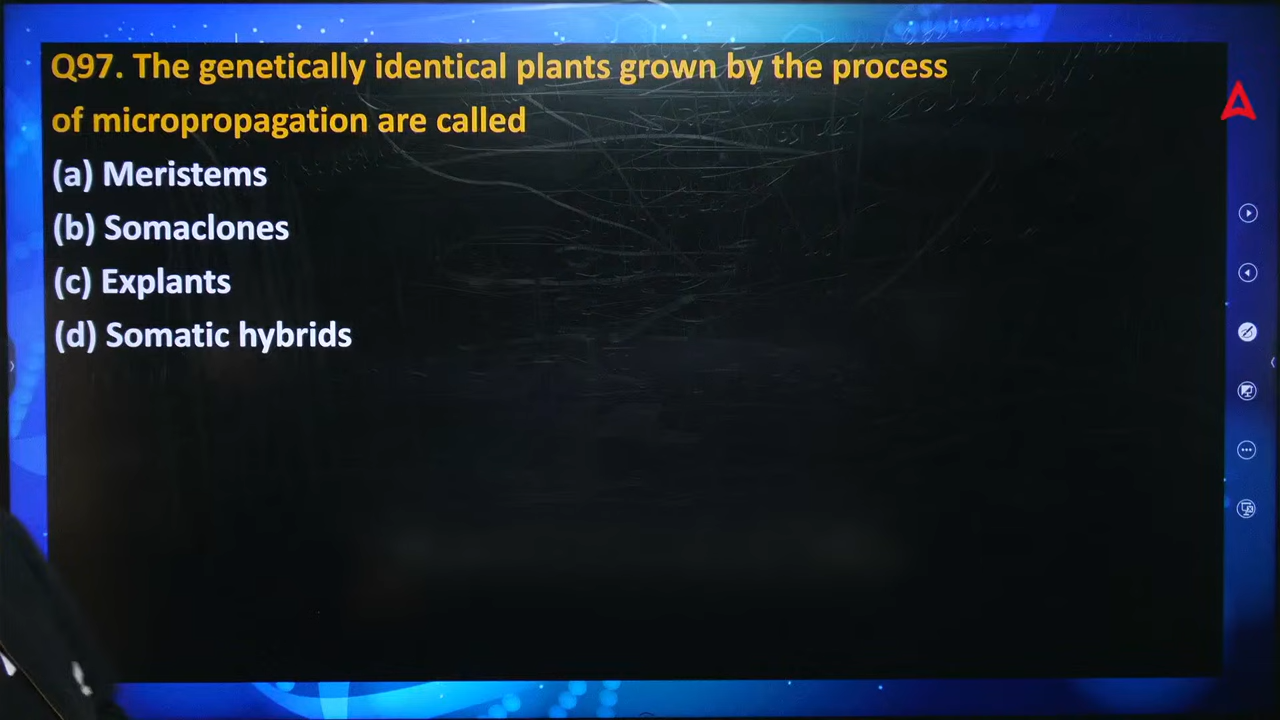 Q97. The genetically identical plants grown by the process
of micropropagation are called
(a) Meristems
(b) Somaclones
(c) Explants
(d) Somatic hybrids